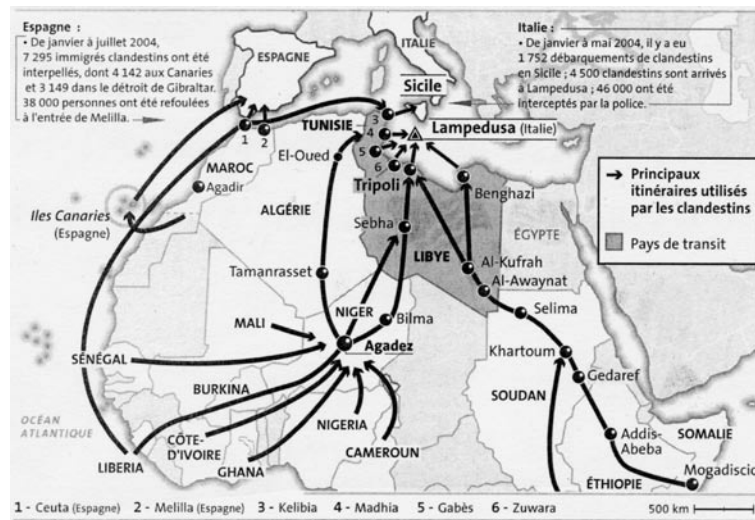 Espagne :
• De janvier à juillet 2004,
7 295 immigrés clandestins ont été
interpellés, dont 4 142 aux Canaries
et 3 149 dans le détroit de Gibraltar.
38 000 personnes ont été refoulées
à l'entrée de Melilla.
Italie :
• De janvier à mai 2004, il y a eu
1 752 débarquements de clandestins
en Sicile ; 4 500 clandestins sont arrivés
à Lampedusa ; 46 000 ont été
interceptés par la police.
ESPAGNE
ITALIE
Sicile
TUNISIE
Lampedusa (Italie)
1
2
3
4
5
6
El-Oued
MAROC
Agadir
Tripoli
Benghazi
Iles Canaries
(Espagne)
ALGÉRIE
Sebha
LIBYE
ÉGYPTE
Al-Kufrah
Al-Awaynat
Tamanrasset
Selima
MALI
NIGER
Bilma
Agadez
Khartoum
SÉNÉGAL
BURKINA
SOUDAN
Gedaref
OCÉAN
ATLANTIQUE
CÔTE-
D'IVOIRE
NIGERIA
Addis-
Abeba
SOMALIE
LIBERIA
GHANA
CAMEROUN
ÉTHIOPIE
Mogadiscio
Principaux
itinéraires utilisés
par les clandestins
Pays de transit
1 - Ceuta (Espagne) 2 - Melilla (Espagne) 3 - Kelibia 4 - Madhia 5 - Gabès 6 - Zuwara
500 km